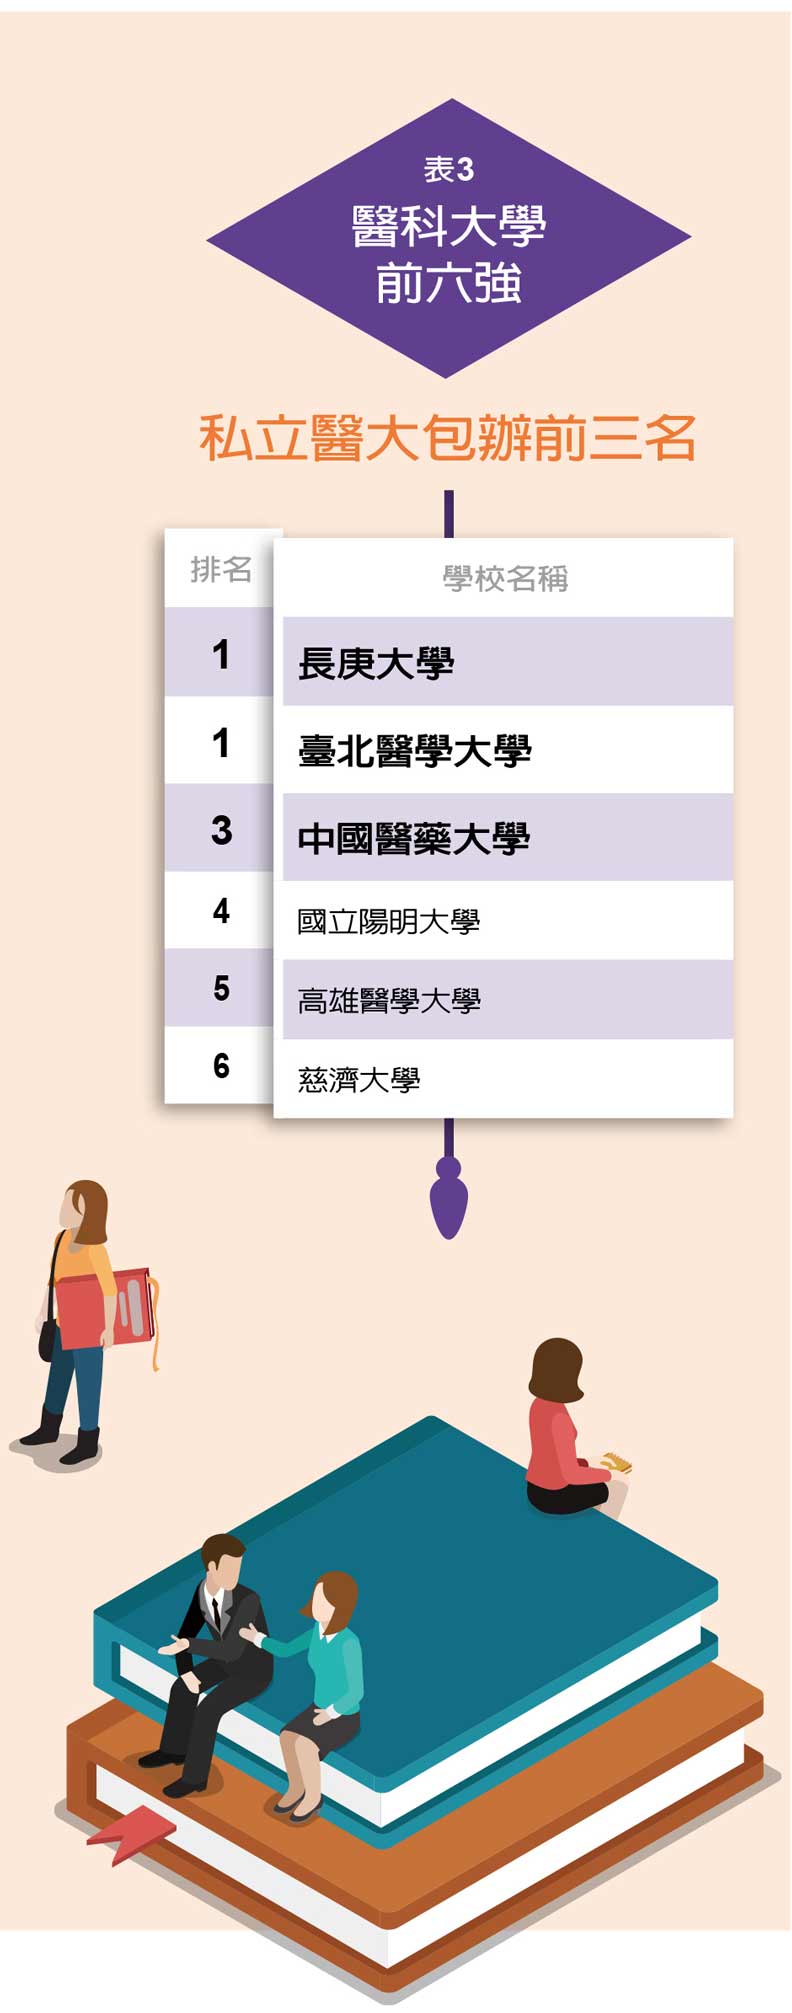 表3
醫科大學
前六強
私立醫大包辦前三名
排名 學校名稱
1 長庚大學
1 臺北醫學大學
3 中國醫藥大學
4 國立陽明大學
5 高雄醫學大學
6 慈濟大學